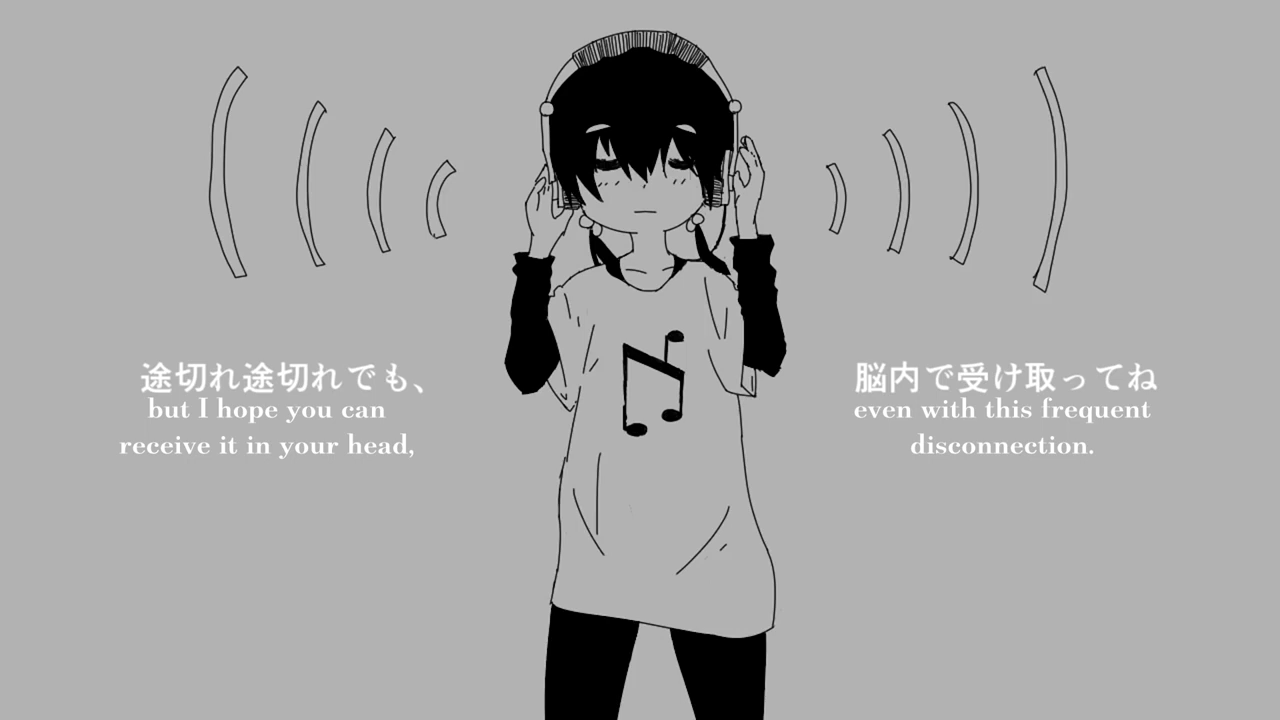 途切れ途切れでも、
but I hope you can
receive it in your head,
脳内で受け取ってね
even with this frequent
disconnection.